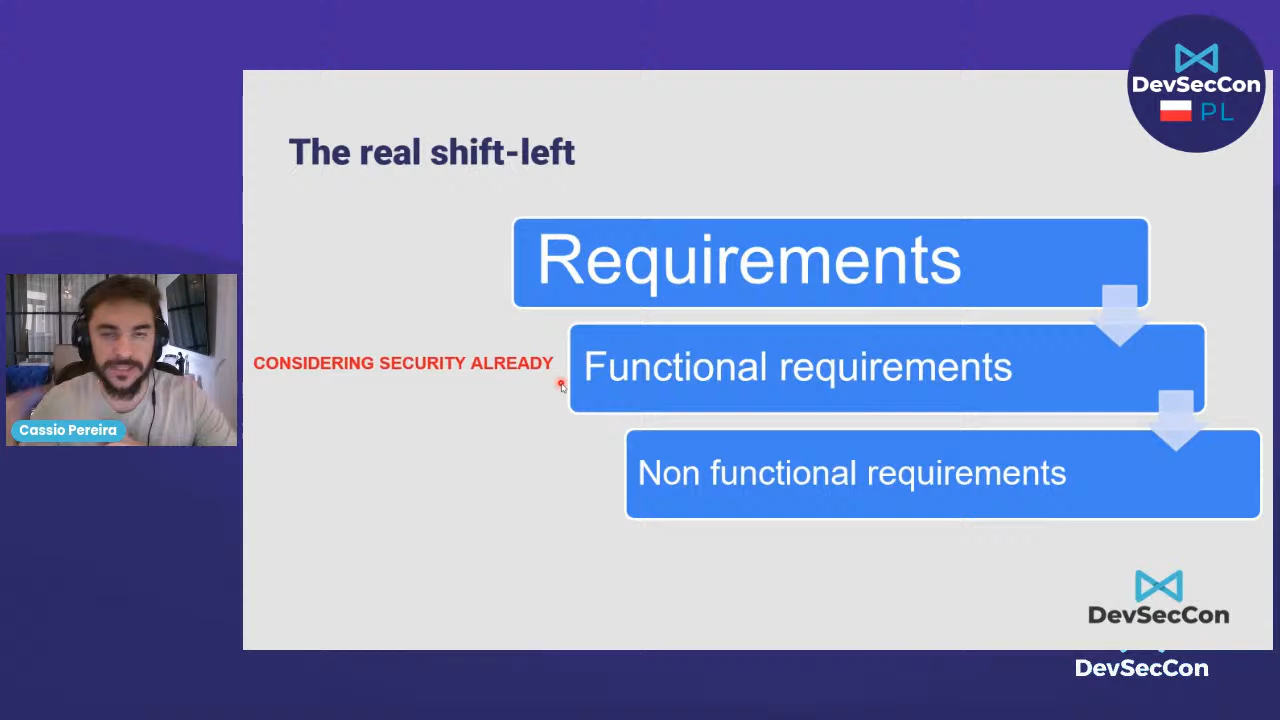 DevSecCon
PL
The real shift-left
Requirements
CONSIDERING SECURITY ALREADY
Functional requirements
Non functional requirements
Cassio Pereira
DevSecCon
DevSecCon